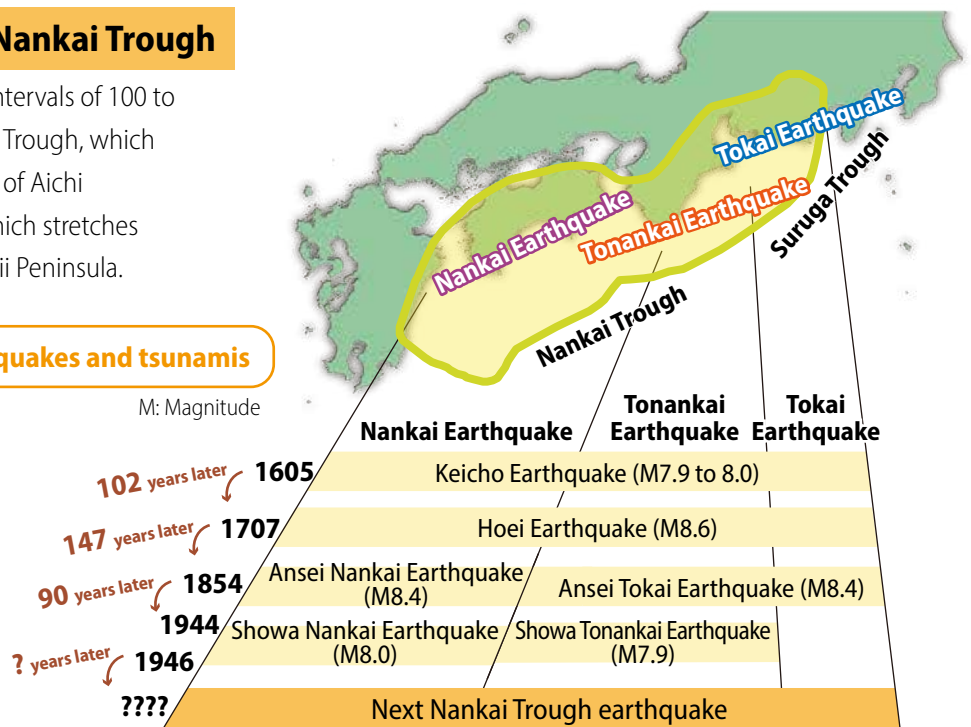 Nankai Trough
ntervals of 100 to
Trough, which
of Aichi
hich stretches
ii Peninsula.
quakes and tsunamis
M: Magnitude
Tokai Earthquake
Nankai Earthquake
Tonankai Earthquake
Suruga Trough
Nankai Trough
Nankai Earthquake
Tonankai
Earthquake
Tokai
Earthquake
102 years later
1605
Keicho Earthquake (M7.9 to 8.0)
147 years later
1707
Hoei Earthquake (M8.6)
90 years later
1854
Ansei Nankai Earthquake
(M8.4)
Ansei Tokai Earthquake (M8.4)
1944
Showa Nankai Earthquake
(M8.0)
Showa Tonankai Earthquake
(M7.9)
? years later
1946
????
Next Nankai Trough earthquake